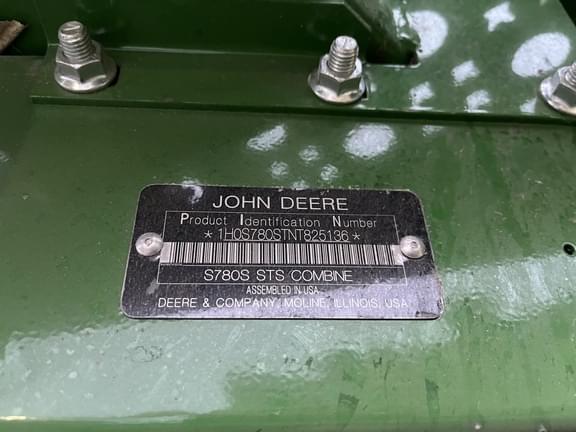 JOHN DEERE
Product Identification Number
*1H0S780STNT825136*
S780S STS COMBINE
ASSEMBLED IN USA
DEERE & COMPANY, MOLINE, ILLINOIS, USA